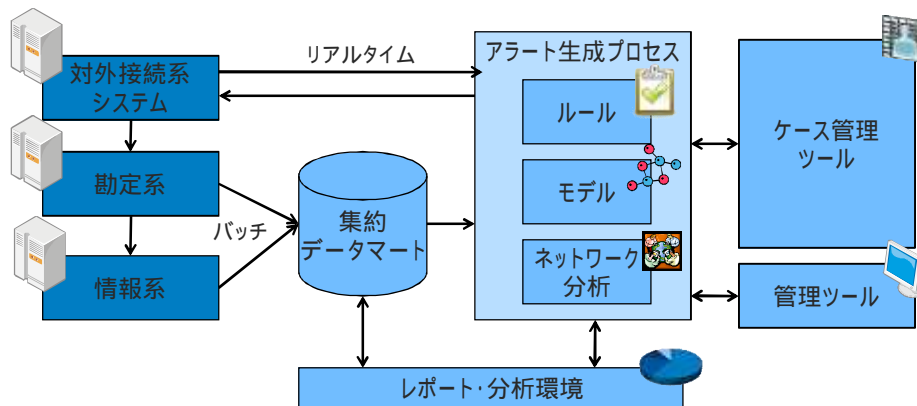 対外接続系
システム
勘定系
情報系
リアルタイム
バッチ
集約
データマート
アラート生成プロセス
ルール
モデル
ネットワーク
分析
ケース管理
ツール
管理ツール
レポート・分析環境